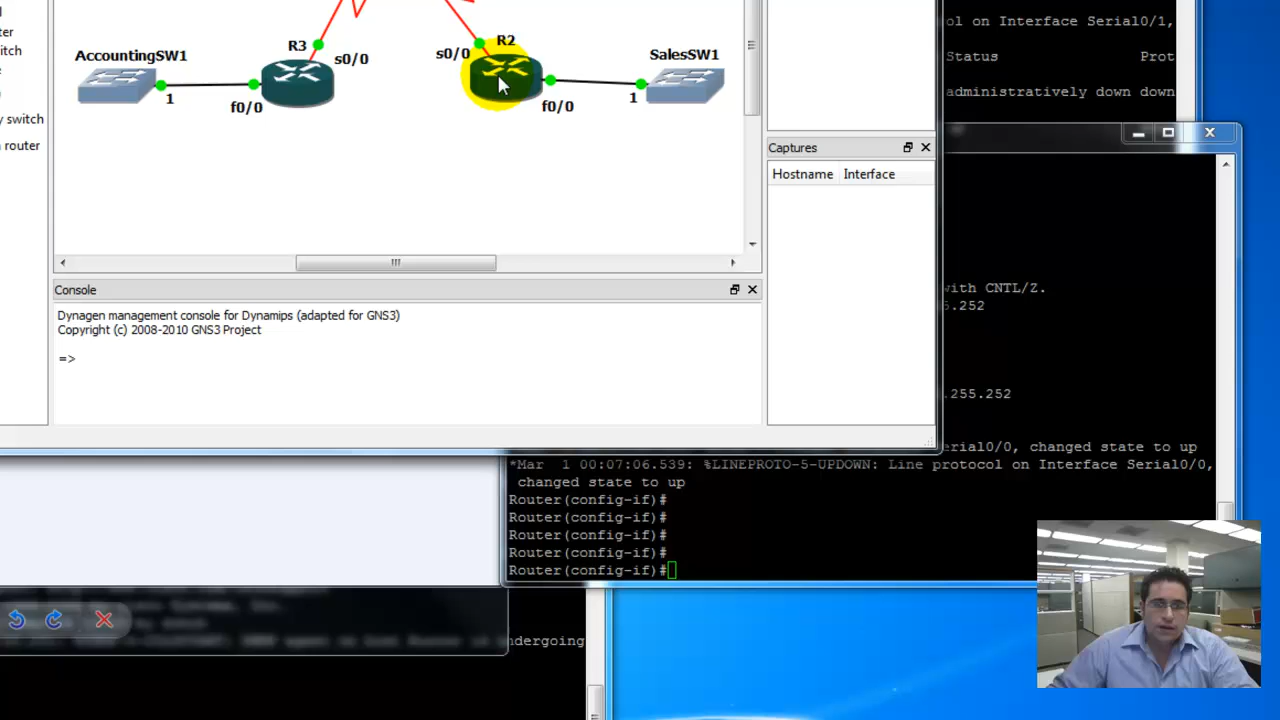 ol on Interface Serial0/1,
ter
R3
R2
itch
s0/0
s0/0
AccountingSW1
SalesSW1
Status Prot
administratively down down
1
f0/0
f0/0
1
y switch
router
Captures
Hostname Interface
with CNTL/Z.
5.252
Console
Dynagen management console for Dynamips (adapted for GNS3)
Copyright (c) 2008-2010 GNS3 Project
=>
.255.252
erial0/0, changed state to up
*Mar 1 00:07:06.539: %LINEPROTO-5-UPDOWN: Line protocol on Interface Serial0/0,
changed state to up
Router(config-if)#
Router(config-if)#
Router(config-if)#
Router(config-if)#
Router(config-if)#
ndergoing